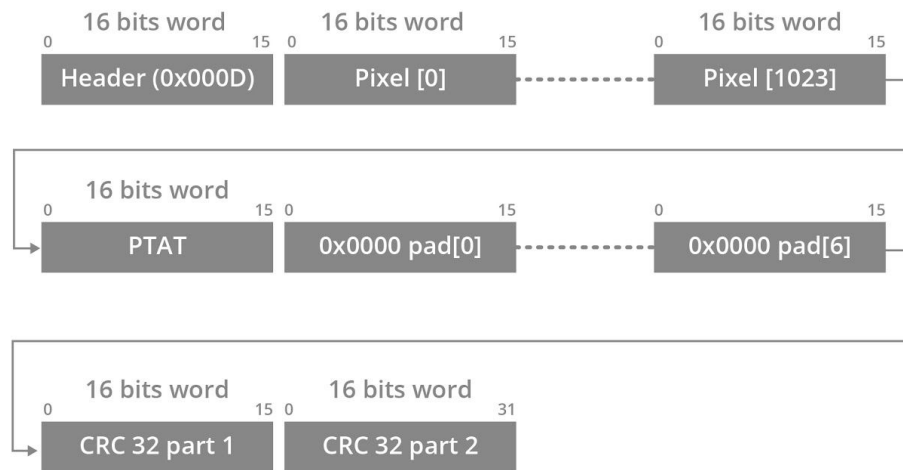 16 bits word 16 bits word 16 bits word
0 15 0 15 0 15
Header (0x000D) Pixel [0] Pixel [1023]
16 bits word
0 15 0 15 0 15
PTAT 0x0000 pad[0] 0x0000 pad[6]
16 bits word 16 bits word
0 15 0 31
CRC 32 part 1 CRC 32 part 2